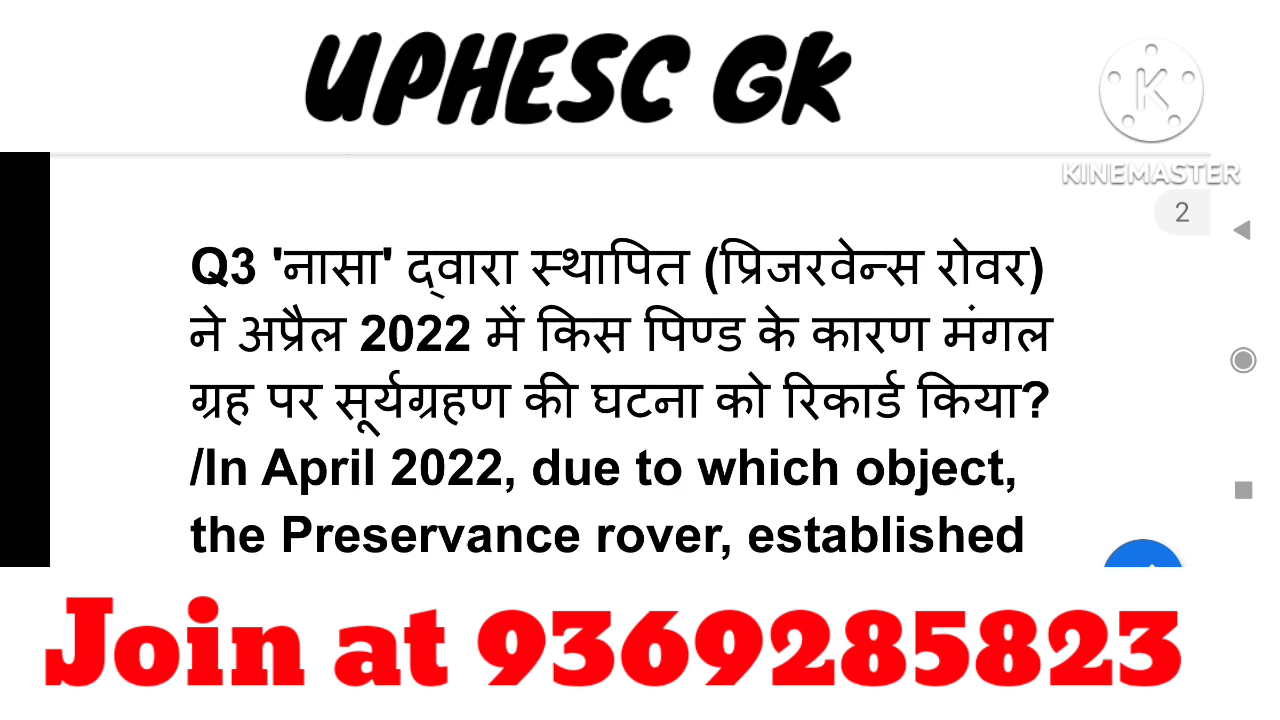 UPHESC GK
K
KINEMASTER
2
Q3 'नासा' द्वारा स्थापित (प्रिजरवेन्स रोवर)
ने अप्रैल 2022 में किस पिण्ड के कारण मंगल
ग्रह पर सूर्यग्रहण की घटना को रिकार्ड किया?
/In April 2022, due to which object,
the Preservance rover, established
Join at 9369285823